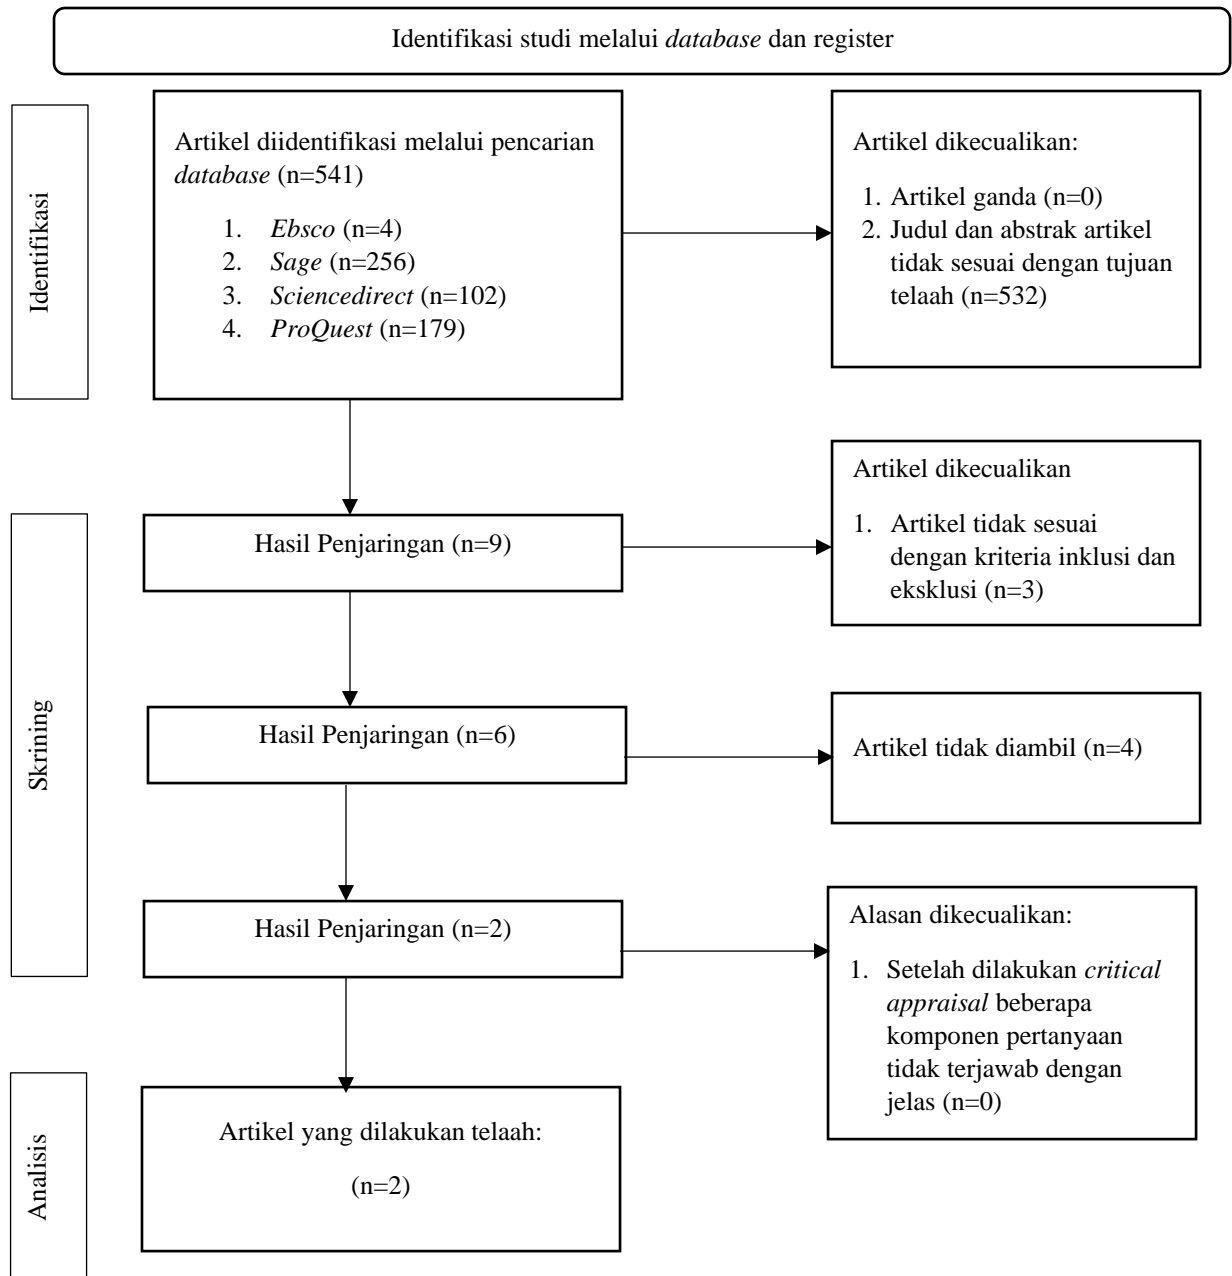 Identifikasi studi melalui database dan register
Identifikasi
Artikel diidentifikasi melalui pencarian
database (n=541)
1. Ebsco (n=4)
2. Sage (n=256)
3. Sciencedirect (n=102)
4. ProQuest (n=179)
Artikel dikecualikan:
1. Artikel ganda (n=0)
2. Judul dan abstrak artikel
tidak sesuai dengan tujuan
telaah (n=532)
Skrining
Hasil Penjaringan (n=9)
Artikel dikecualikan
1. Artikel tidak sesuai
dengan kriteria inklusi dan
eksklusi (n=3)
Hasil Penjaringan (n=6)
Artikel tidak diambil (n=4)
Hasil Penjaringan (n=2)
Alasan dikecualikan:
1. Setelah dilakukan critical
appraisal beberapa
komponen pertanyaan
tidak terjawab dengan
jelas (n=0)
Analisis
Artikel yang dilakukan telaah:
(n=2)